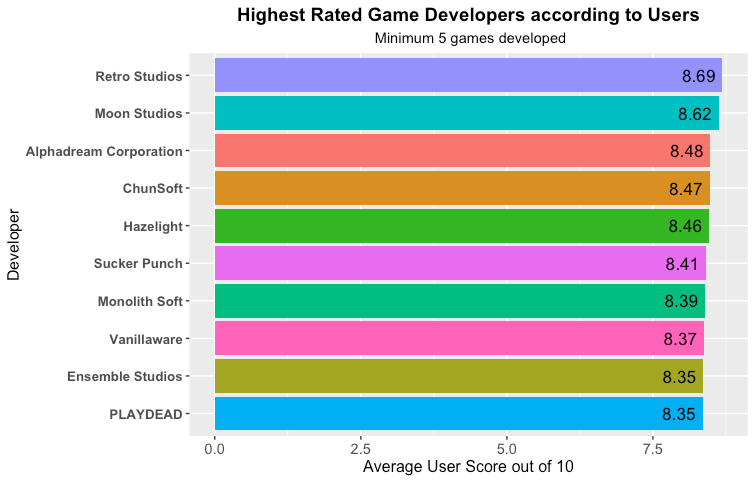 Highest Rated Game Developers according to Users
Minimum 5 games developed
Developer
Retro Studios 8.69
Moon Studios 8.62
Alphadream Corporation 8.48
ChunSoft 8.47
Hazelight 8.46
Sucker Punch 8.41
Monolith Soft 8.39
Vanillaware 8.37
Ensemble Studios 8.35
PLAYDEAD 8.35
0.0 2.5 5.0 7.5
Average User Score out of 10